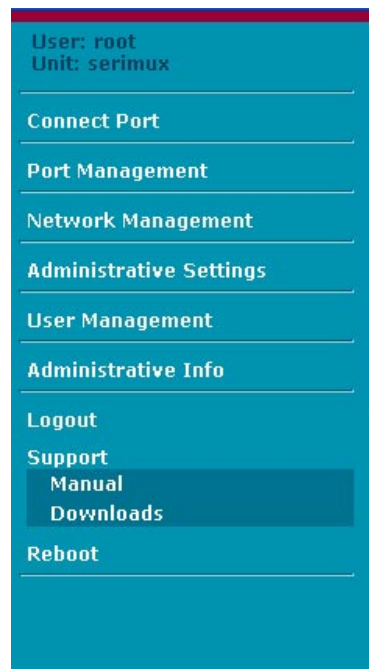 User: root
Unit: serimux
Connect Port
Port Management
Network Management
Administrative Settings
User Management
Administrative Info
Logout
Support
Manual
Downloads
Reboot